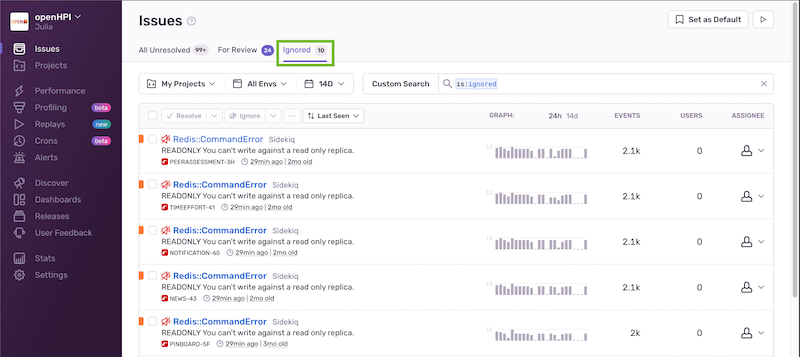 openHPI
Julia
Issues
Projects
Performance
Profiling beta
Replays new
Crons beta
Alerts
Discover
Dashboards
Releases
User Feedback
Stats
Settings
Issues
Set as Default
All Unresolved 99+ For Review 24 Ignored 10
My Projects All Envs 14D Custom Search is:ignored
Resolve Ignore Last Seen GRAPH: 24h 14d EVENTS USERS ASSIGNEE
Redis::CommandError Sidekiq
READONLY You can't write against a read only replica.
PEERASSESSMENT-3H 29min ago | 2mo old
2.1k 0
Redis::CommandError Sidekiq
READONLY You can't write against a read only replica.
TIMEEFFORT-41 29min ago | 2mo old
2.1k 0
Redis::CommandError Sidekiq
READONLY You can't write against a read only replica.
NOTIFICATION-65 29min ago | 2mo old
2.1k 0
Redis::CommandError Sidekiq
READONLY You can't write against a read only replica.
NEWS-43 29min ago | 2mo old
2.1k 0
Redis::CommandError Sidekiq
READONLY You can't write against a read only replica.
PINBOARD-5F 29min ago | 3mo old
2k 0